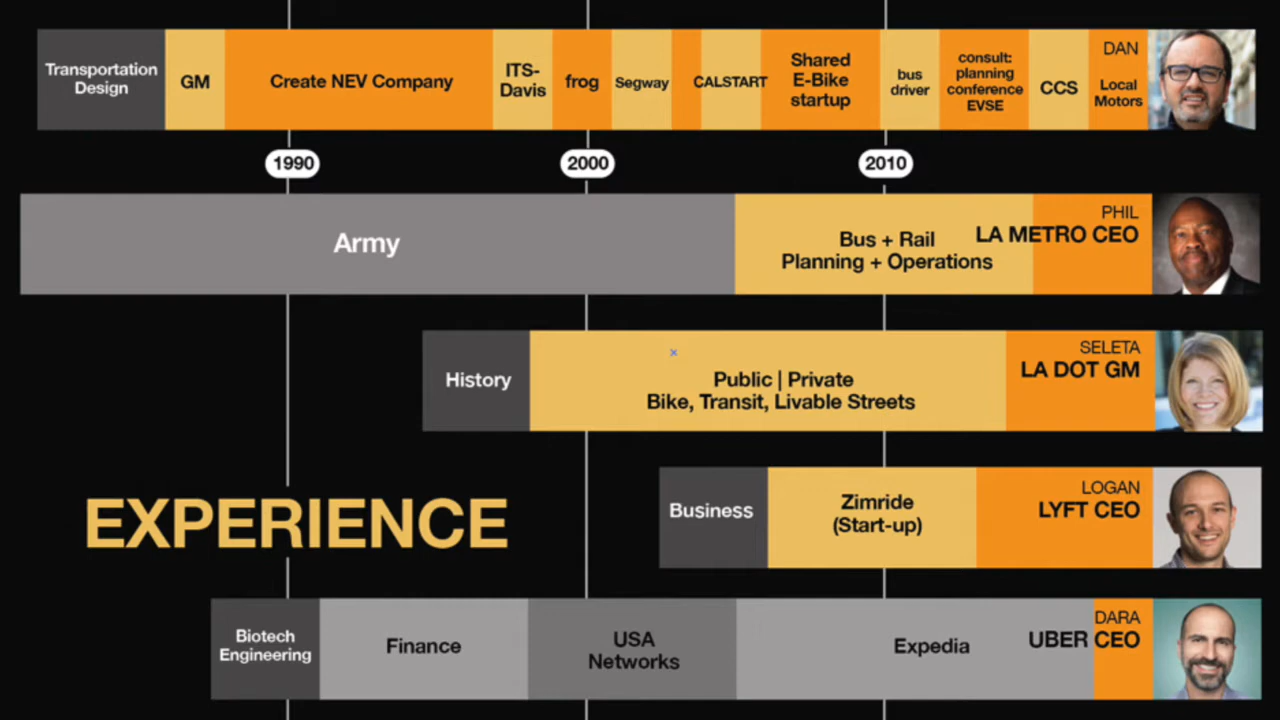 Transportation
Design
GM
Create NEV Company
ITS-
Davis
frog
Segway
CALSTART
Shared
E-Bike
startup
bus
driver
consult:
planning
conference
EVSE
CCS
DAN
Local
Motors
1990
2000
2010
Army
Bus + Rail
Planning + Operations
PHIL
LA METRO CEO
History
Public | Private
Bike, Transit, Livable Streets
SELETA
LA DOT GM
EXPERIENCE
Business
Zimride
(Start-up)
LOGAN
LYFT CEO
Biotech
Engineering
Finance
USA
Networks
Expedia
DARA
UBER CEO